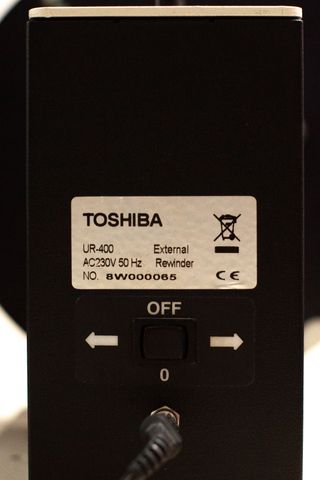 TOSHIBA
UR-400 External
AC230V 50 Hz Rewinder
NO. 8W000065 CE
OFF
0